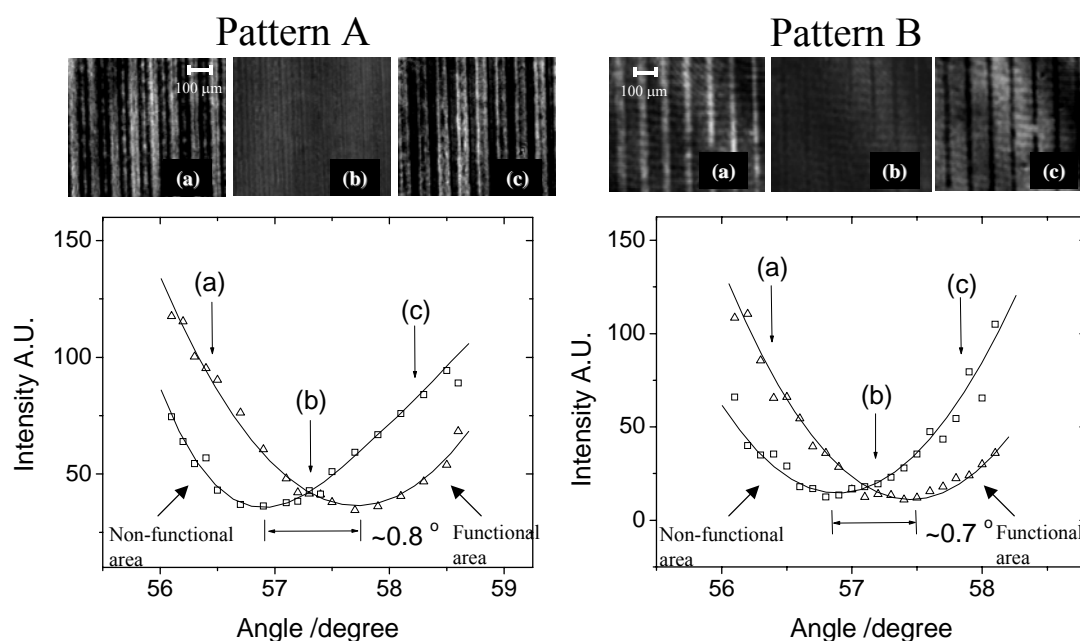 Pattern A
100 μm
(a)
(b)
(c)
150
100
50
Intensity A.U.
(a)
(b)
(c)
Non-functional
area
~0.8 °
Functional
area
56
57
58
59
Angle /degree
Pattern B
100 μm
(a)
(b)
(c)
150
100
50
0
Intensity A.U.
(a)
(b)
(c)
Non-functional
area
~0.7 °
Functional
area
56
57
58
Angle /degree